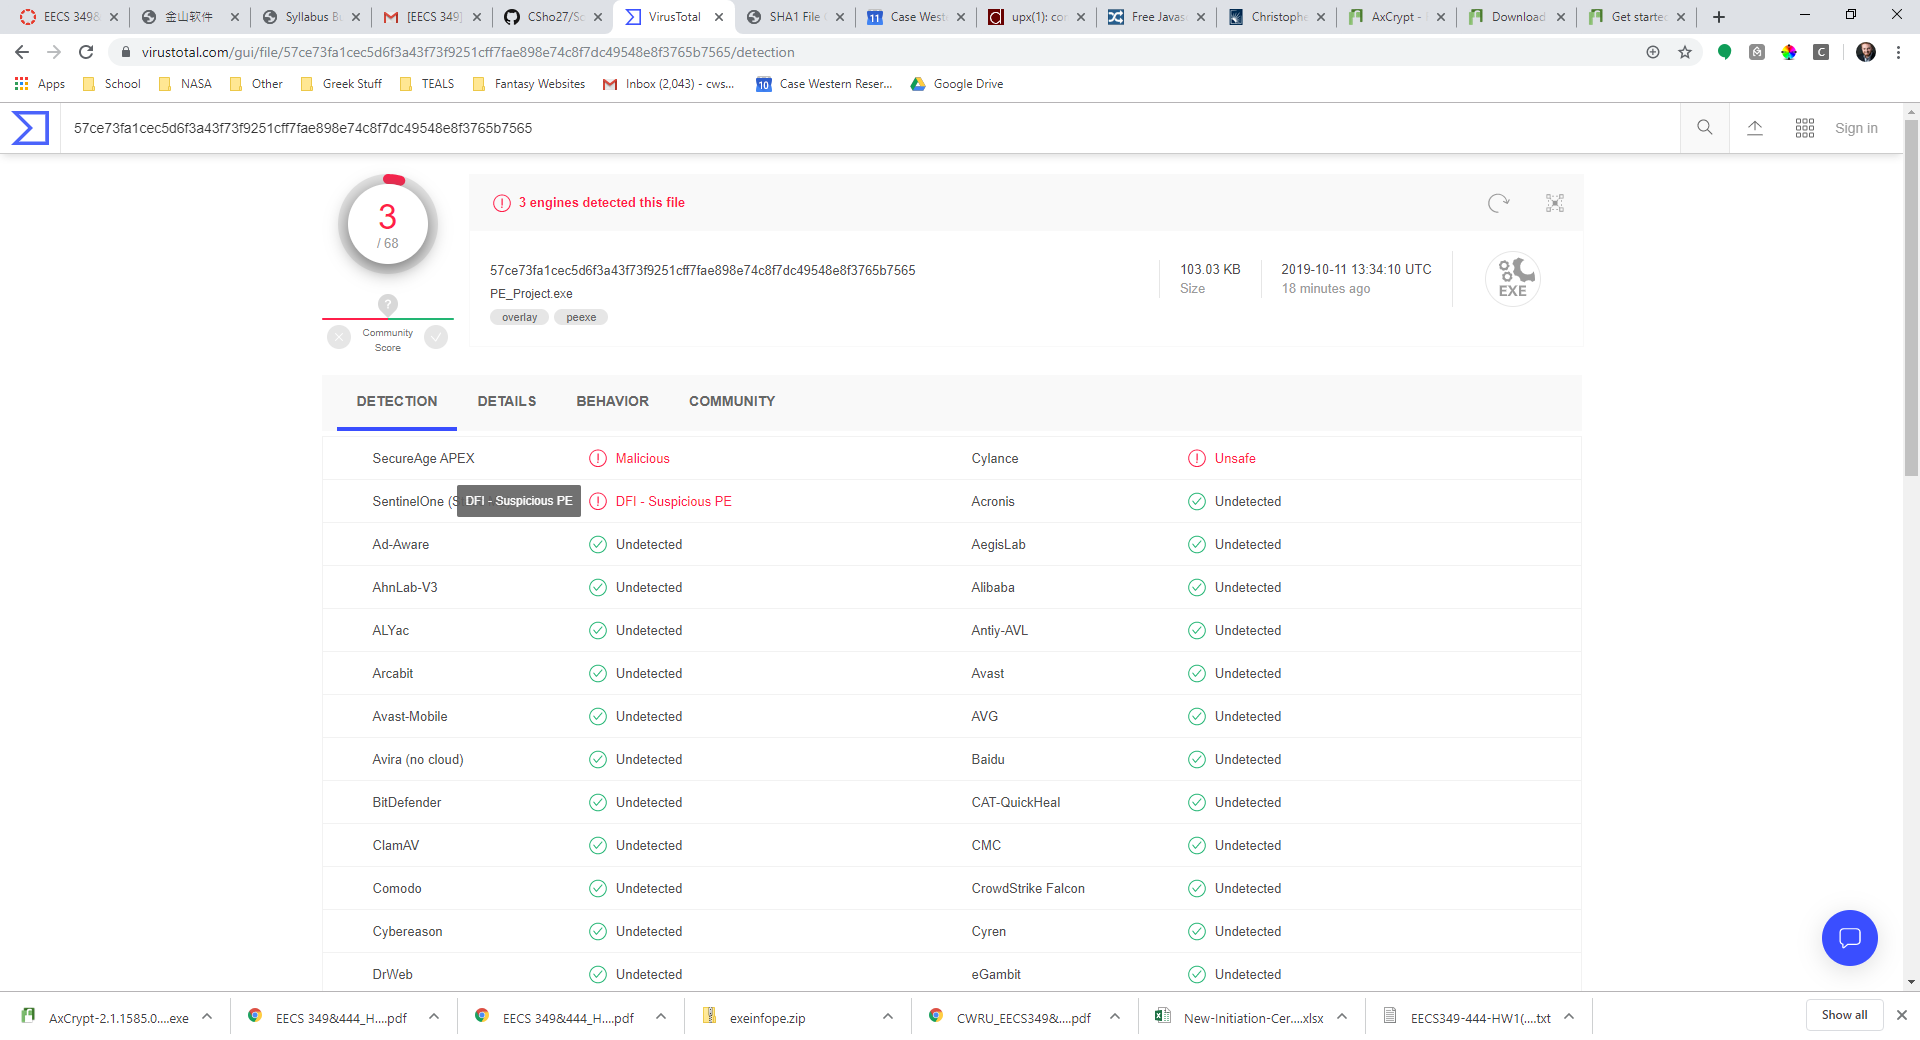 EECS 349&
金山软件
Syllabus Bu
[EECS 349]
CSho27/Sc
VirusTotal
SHA1 File
Case West
upx(1): co
Free Javas
Christophe
AxCrypt -
Download
Get starte
virustotal.com/gui/file/57ce73fa1cec5d6f3a43f73f9251cff7fae898e74c8f7dc49548e8f3765b7565/detection
Apps School NASA Other Greek Stuff TEALS Fantasy Websites Inbox (2,043) - cws... Case Western Reser... Google Drive
57ce73fa1cec5d6f3a43f73f9251cff7fae898e74c8f7dc49548e8f3765b7565
Sign in
3
/ 68
?
Community
Score
3 engines detected this file
57ce73fa1cec5d6f3a43f73f9251cff7fae898e74c8f7dc49548e8f3765b7565
PE_Project.exe
overlay peexe
103.03 KB
Size
2019-10-11 13:34:10 UTC
18 minutes ago
EXE
DETECTION DETAILS BEHAVIOR COMMUNITY
SecureAge APEX Malicious Cylance Unsafe
SentinelOne (S DFI - Suspicious PE DFI - Suspicious PE Acronis Undetected
Ad-Aware Undetected AegisLab Undetected
AhnLab-V3 Undetected Alibaba Undetected
ALYac Undetected Antiy-AVL Undetected
Arcabit Undetected Avast Undetected
Avast-Mobile Undetected AVG Undetected
Avira (no cloud) Undetected Baidu Undetected
BitDefender Undetected CAT-QuickHeal Undetected
ClamAV Undetected CMC Undetected
Comodo Undetected CrowdStrike Falcon Undetected
Cybereason Undetected Cyren Undetected
DrWeb Undetected eGambit Undetected
AxCrypt-2.1.1585.0....exe EECS 349&444_H....pdf EECS 349&444_H....pdf exeinfope.zip CWRU_EECS349&....pdf New-Initiation-Cer....xlsx EECS349-444-HW1(....txt Show all